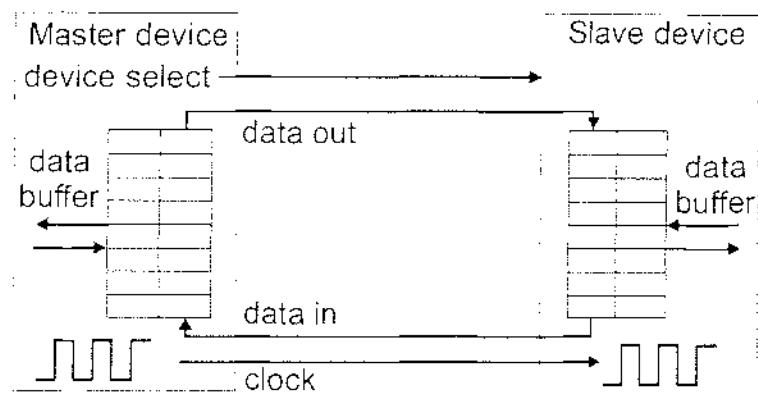 Master device
Slave device
device select
data out
data
buffer
data
buffer
data in
clock